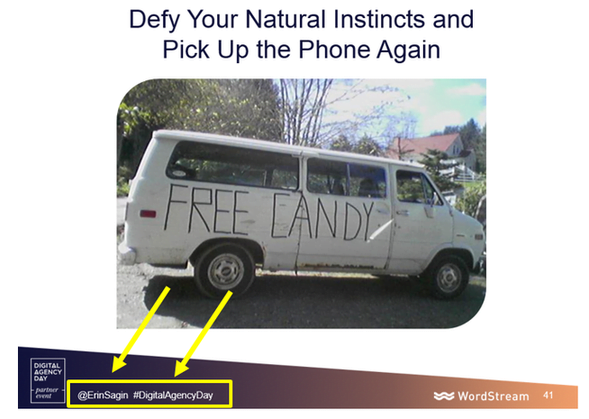 Defy Your Natural Instincts and
Pick Up the Phone Again
FREE CANDY
DIGITAL
AGENCY
DAY
partner
event
@ErinSagin #DigitalAgencyDay
WordStream
41